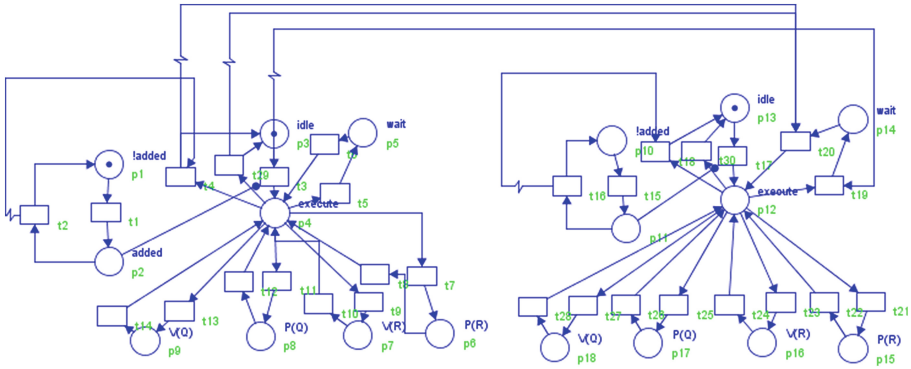 idle
p3
wait
p5
t6
!added
p1
t29
t4
t3
t5
execute
p4
t2
t1
added
p2
t8
t7
t12
t11
t10
t9
t14
t13
V(Q)
p9
P(Q)
p8
V(R)
p7
P(R)
p6
idle
p13
wait
p14
!added
p10
t18
t30
t17
t20
t16
t15
execute
p12
t19
p11
t28
t27
t26
t25
t24
t23
t22
t21
V(Q)
p18
P(Q)
p17
V(R)
p16
P(R)
p15